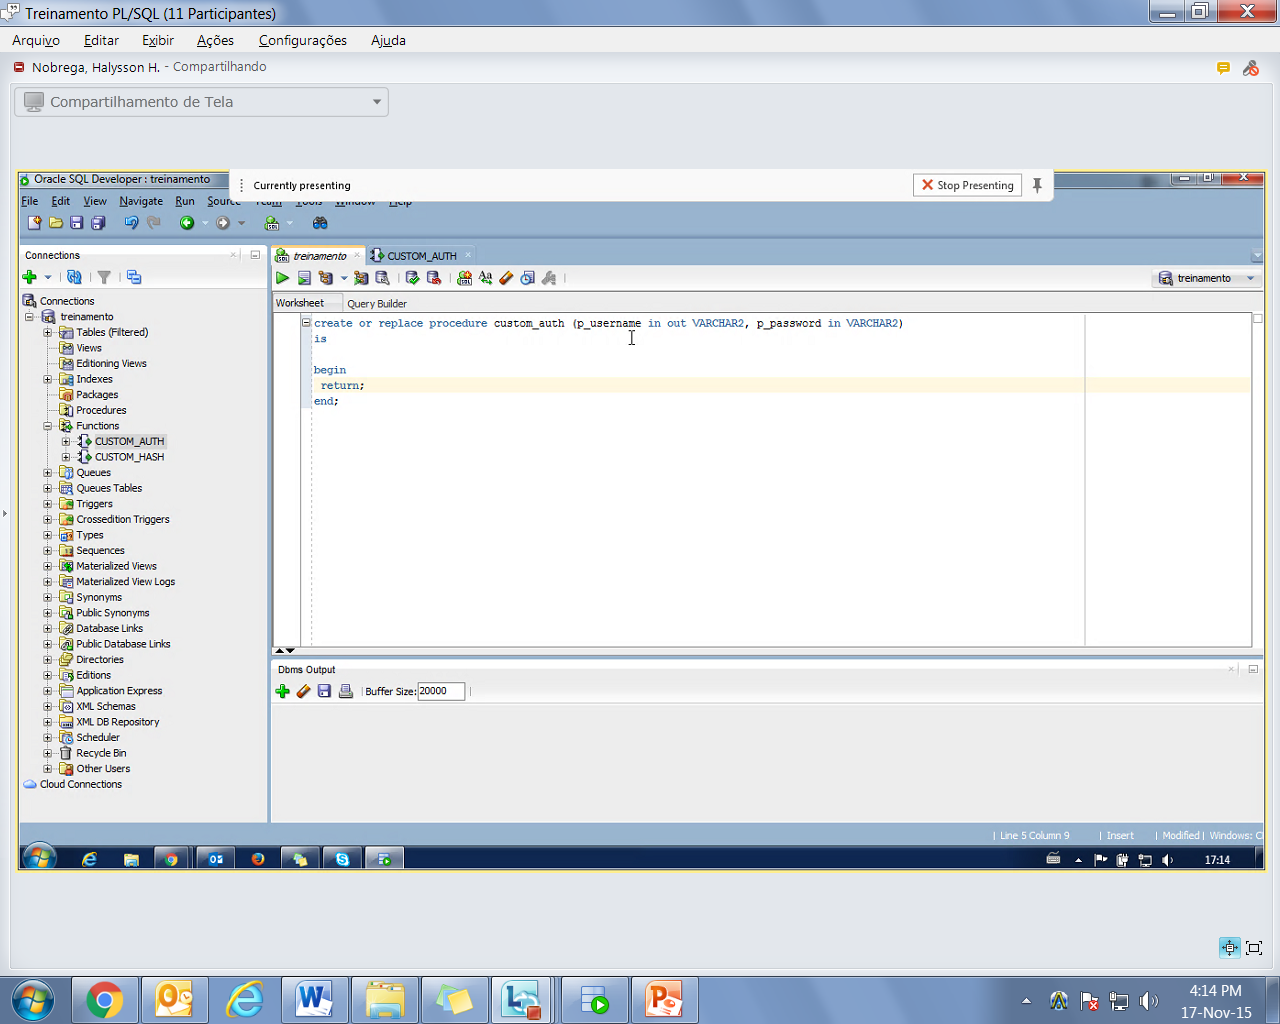 Treinamento PL/SQL (11 Participantes)
Arquivo Editar Exibir Ações Configurações Ajuda
Nobrega, Halysson H. - Compartilhando
Compartilhamento de Tela
Oracle SQL Developer : treinamento
Currently presenting
Stop Presenting
File Edit View Navigate Run Source Team Tools Window Help
Connections
treinamento
CUSTOM_AUTH
treinamento
Worksheet
Query Builder
Connections
treinamento
Tables (Filtered)
Views
Editioning Views
Indexes
Packages
Procedures
Functions
CUSTOM_AUTH
CUSTOM_HASH
Queues
Queues Tables
Triggers
Crossedition Triggers
Types
Sequences
Materialized Views
Materialized View Logs
Synonyms
Public Synonyms
Database Links
Public Database Links
Directories
Editions
Application Express
XML Schemas
XML DB Repository
Scheduler
Recycle Bin
Other Users
Cloud Connections
create or replace procedure custom_auth (p_username in out VARCHAR2, p_password in VARCHAR2)
is
begin
return;
end;
Dbms Output
Buffer Size: 20000
Line 5 Column 9 | Insert | Modified | Windows: C
17:14
4:14 PM
17-Nov-15